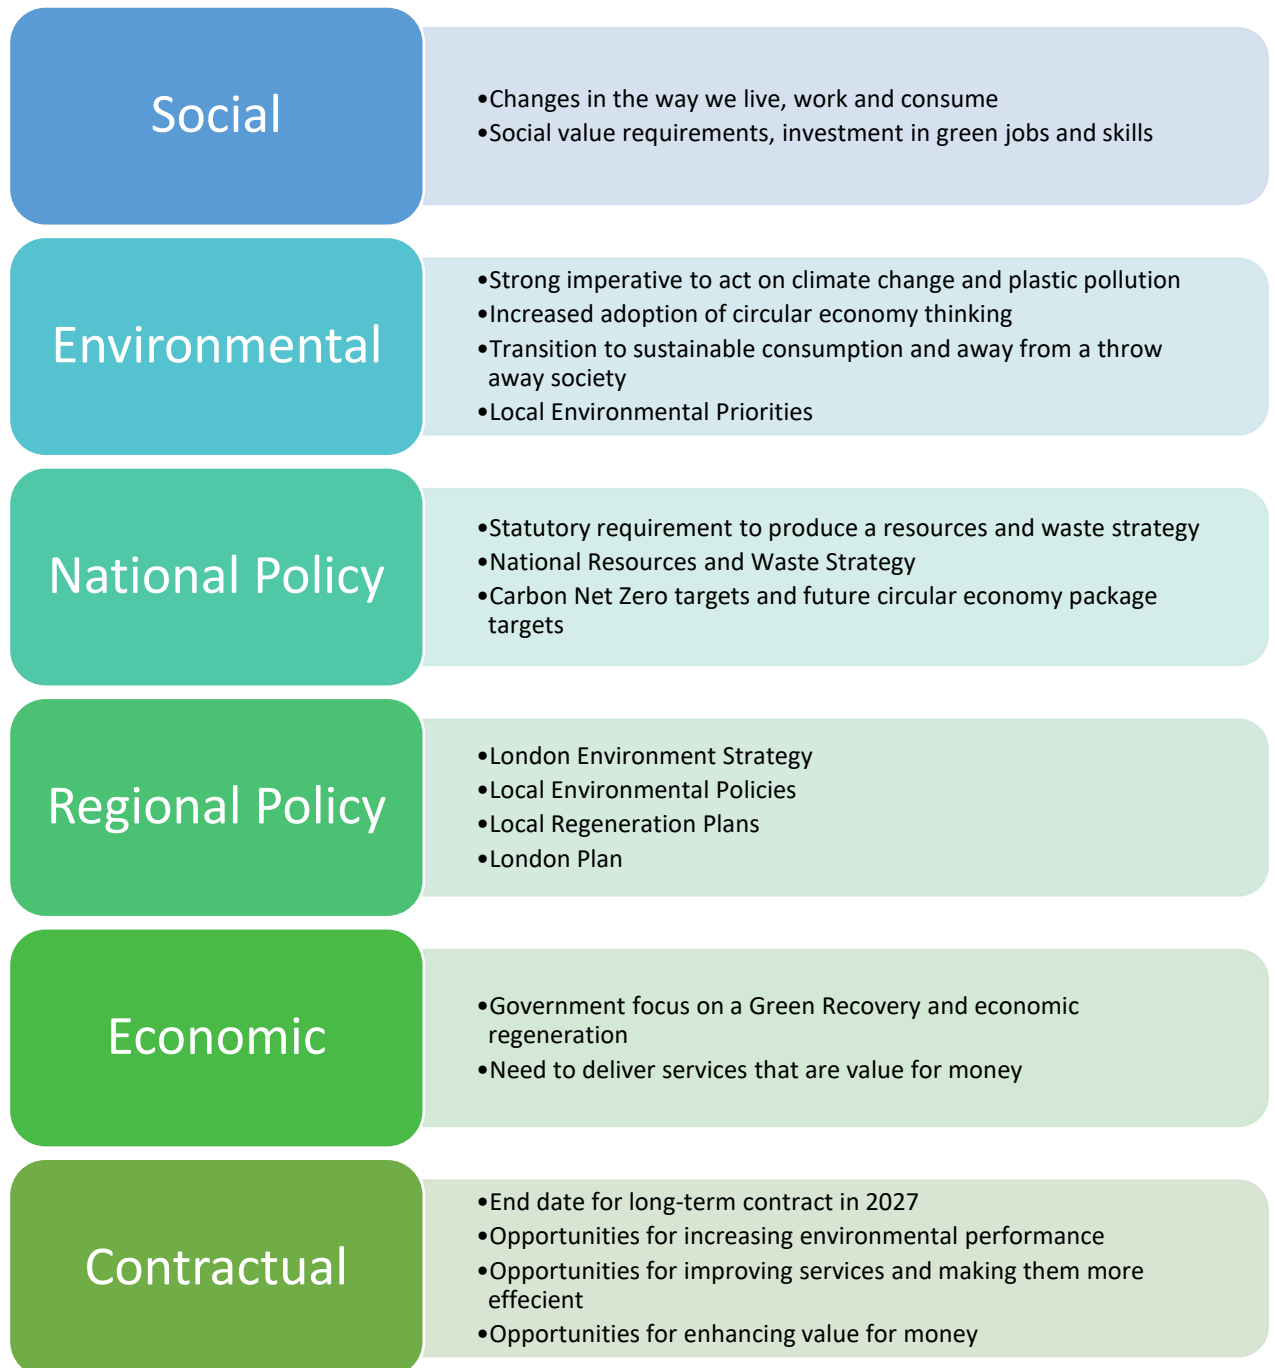 Social
•Changes in the way we live, work and consume
•Social value requirements, investment in green jobs and skills
Environmental
•Strong imperative to act on climate change and plastic pollution
•Increased adoption of circular economy thinking
•Transition to sustainable consumption and away from a throw
away society
•Local Environmental Priorities
National Policy
•Statutory requirement to produce a resources and waste strategy
•National Resources and Waste Strategy
•Carbon Net Zero targets and future circular economy package
targets
Regional Policy
•London Environment Strategy
•Local Environmental Policies
•Local Regeneration Plans
•London Plan
Economic
•Government focus on a Green Recovery and economic
regeneration
•Need to deliver services that are value for money
Contractual
•End date for long-term contract in 2027
•Opportunities for increasing environmental performance
•Opportunities for improving services and making them more
effecient
•Opportunities for enhancing value for money